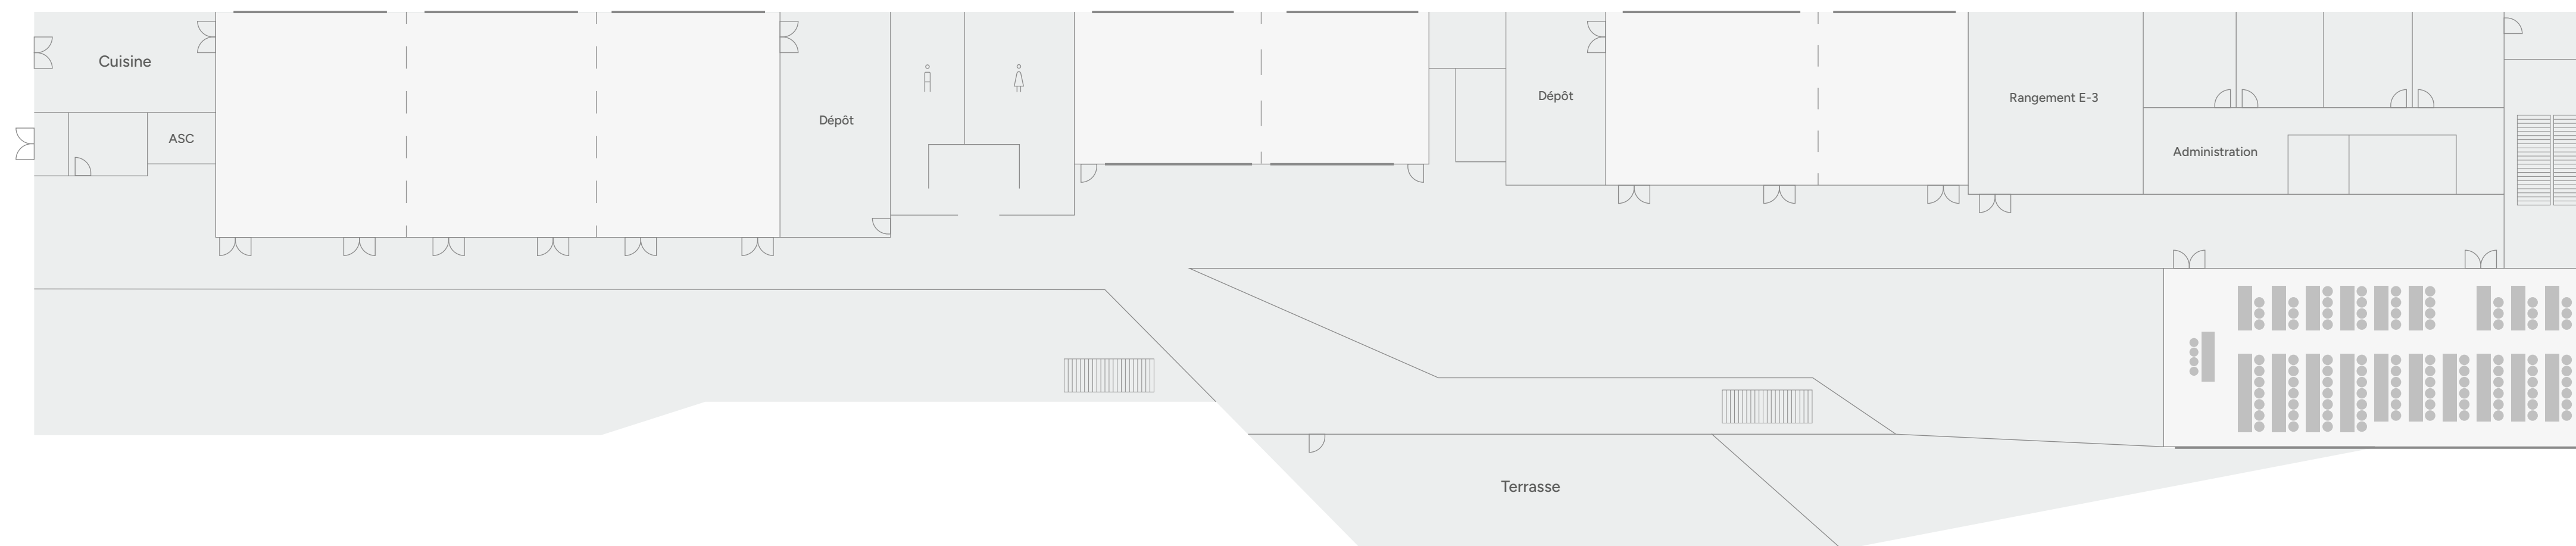 Cuisine
ASC
Dépôt
Dépôt
Rangement E-3
Administration
Terrasse